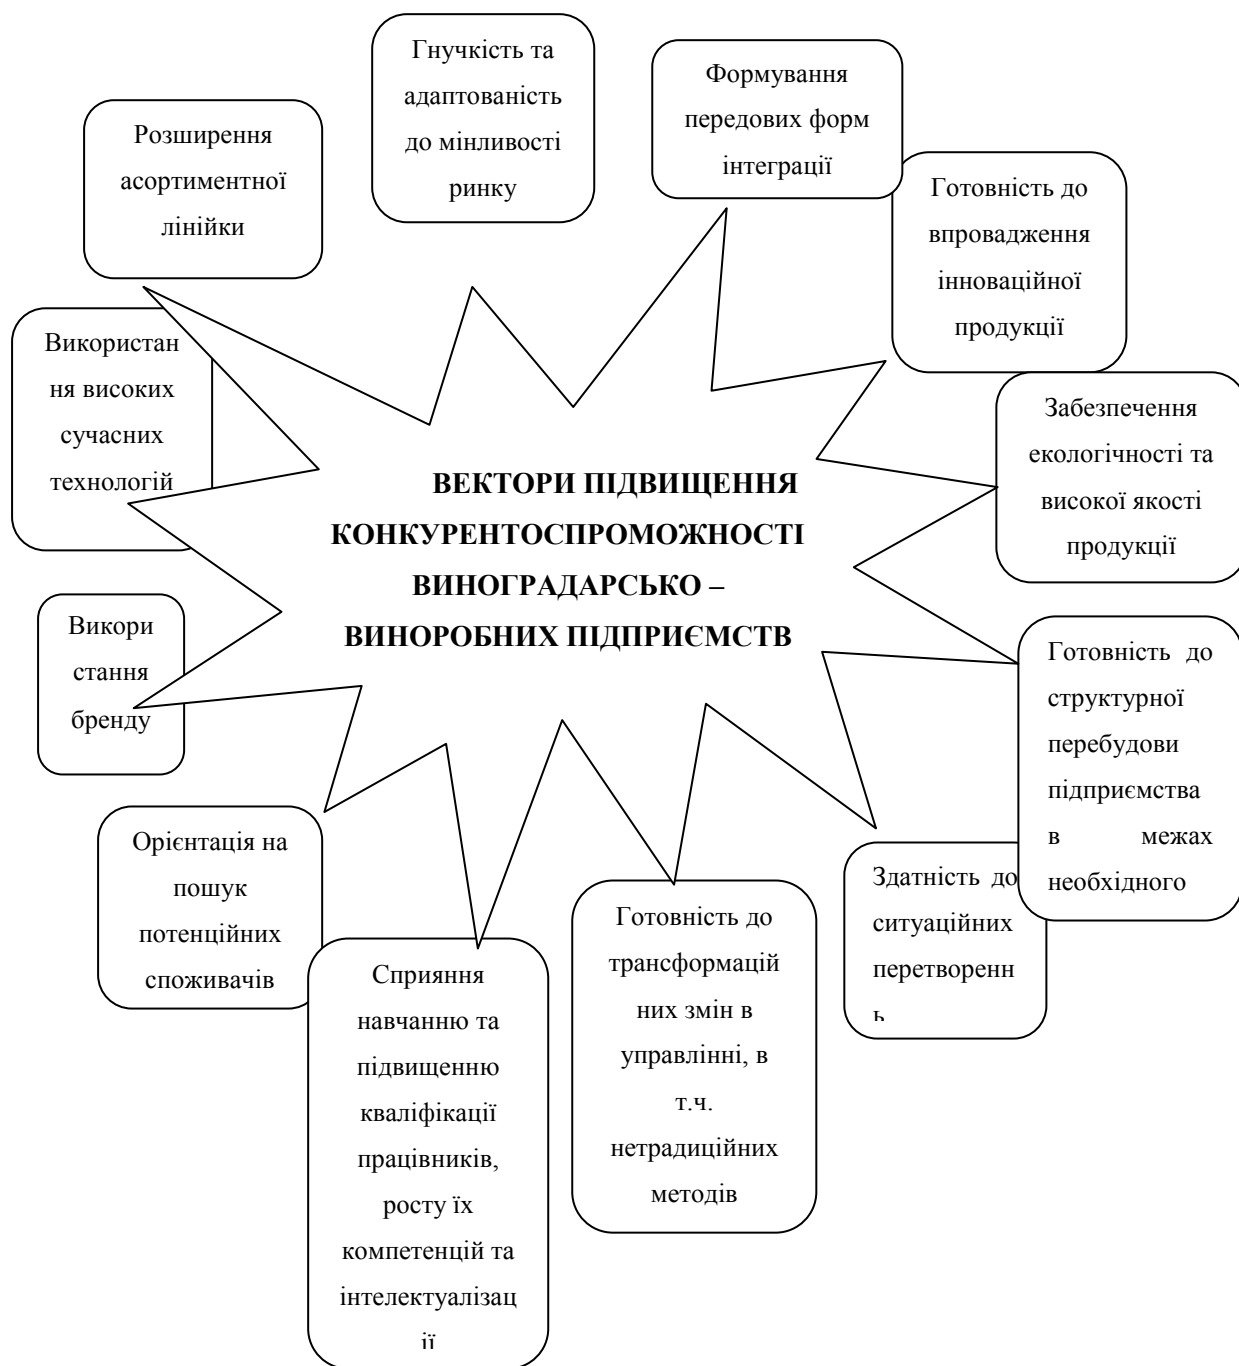 Гнучкість та
адаптованість
до мінливості
ринку
Формування
передових форм
інтеграції
Розширення
асортиментної
лінійки
Готовність до
впровадження
інноваційної
продукції
Використан
ня високих
сучасних
технологій
Забезпечення
екологічності та
високої якості
продукції
ВЕКТОРИ ПІДВИЩЕННЯ
КОНКУРЕНТОСПРОМОЖНОСТІ
ВИНОГРАДАРСЬКО –
ВИНОРОБНИХ ПІДПРИЄМСТВ
Викори
стання
бренду
Готовність до
структурної
перебудови
підприємства
в межах
необхідного
Орієнтація на
пошук
потенційних
споживачів
Здатність до
ситуаційних
перетворенн
ь
Готовність до
трансформацій
них змін в
управлінні, в
т.ч.
нетрадиційних
методів
Сприяння
навчанню та
підвищенню
кваліфікації
працівників,
росту їх
компетенцій та
інтелектуалізац
ії